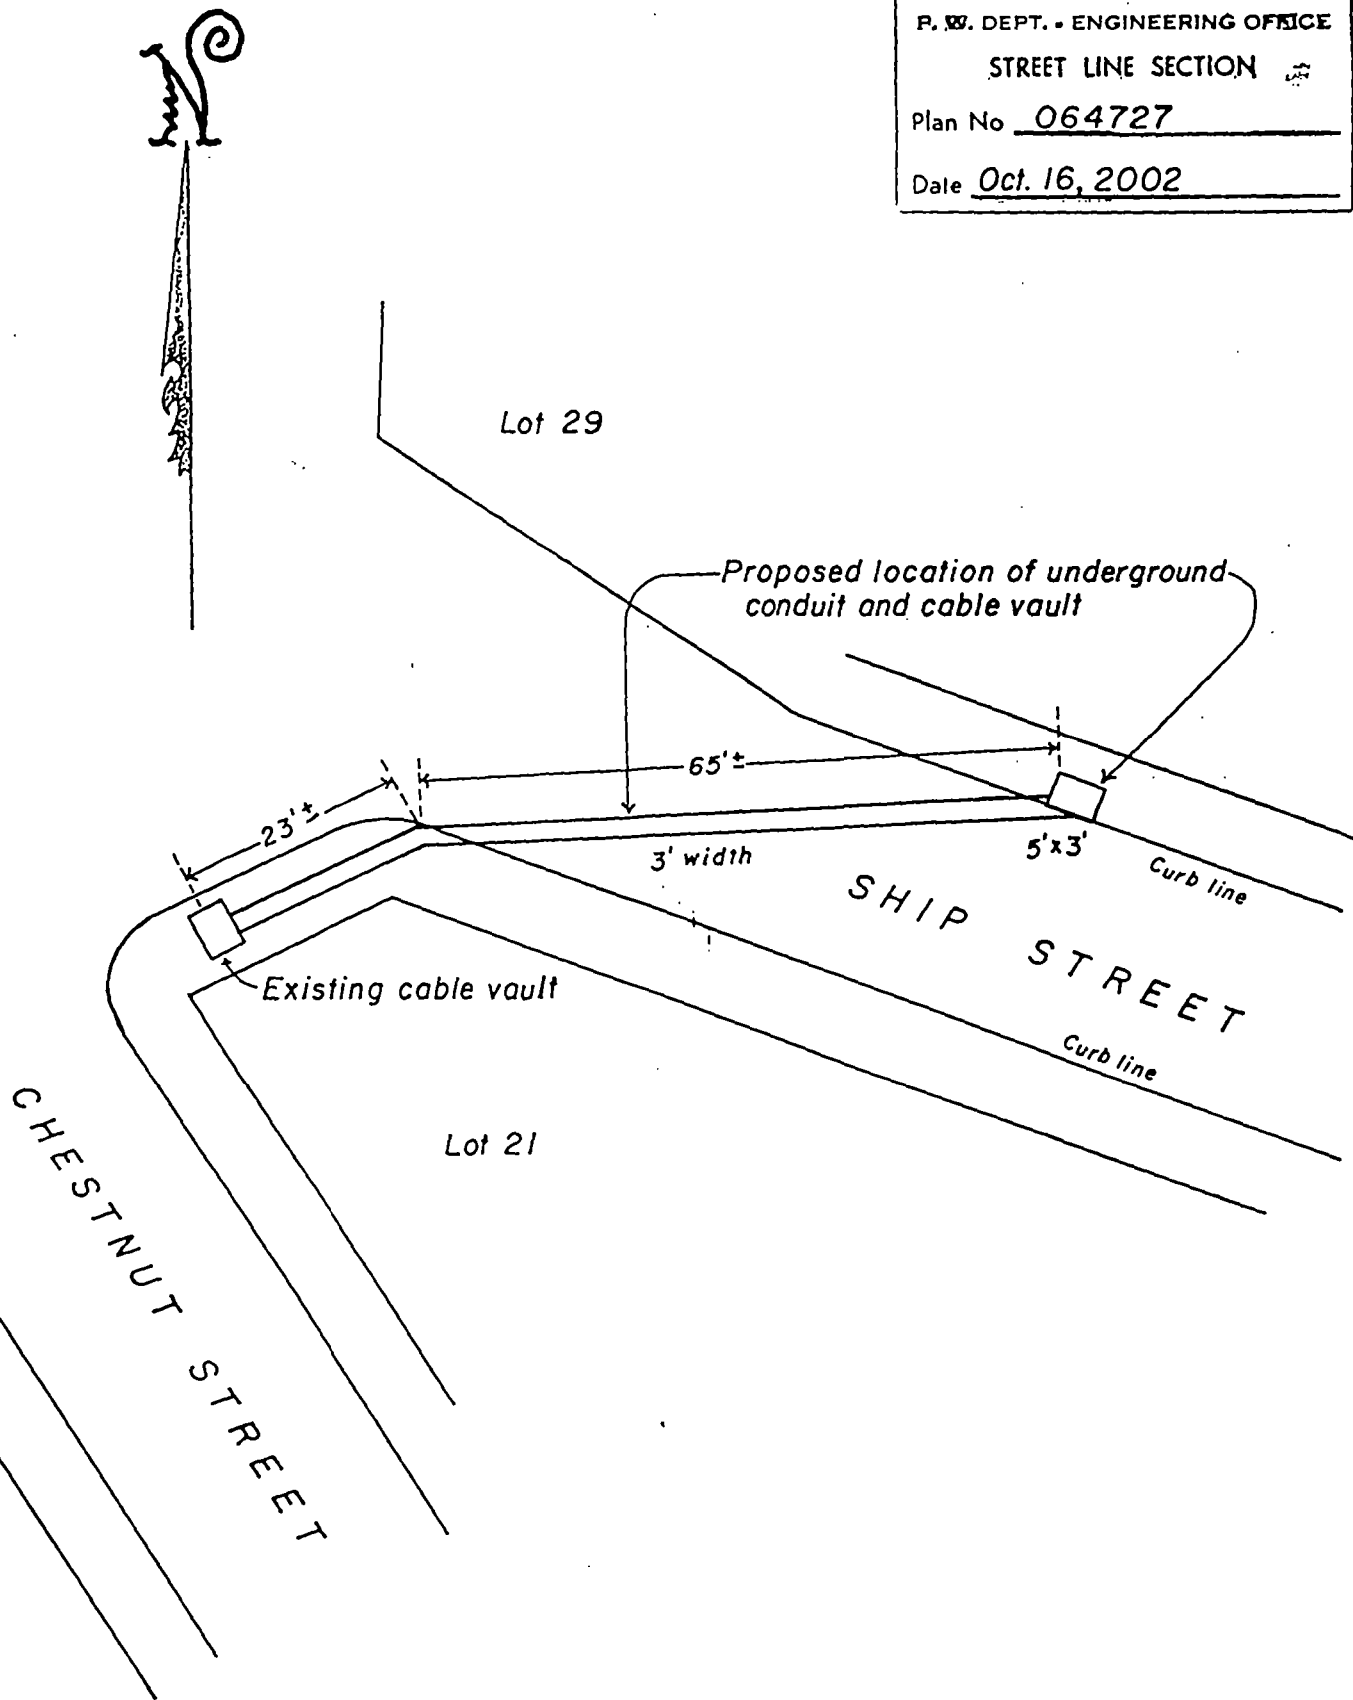 N
P. W. DEPT. - ENGINEERING OFFICE
STREET LINE SECTION
Plan No 064727
Date Oct. 16, 2002
Lot 29
Proposed location of underground
conduit and cable vault
65'±
23'±
3' width
5'x3'
Curb line
SHIP STREET
Existing cable vault
Curb line
Lot 21
CHESTNUT STREET